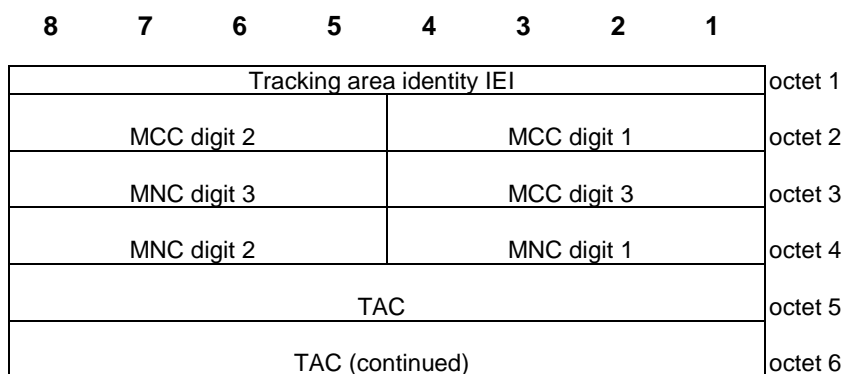 8 7 6 5 4 3 2 1
Tracking area identity IEI octet 1
MCC digit 2 MCC digit 1 octet 2
MNC digit 3 MCC digit 3 octet 3
MNC digit 2 MNC digit 1 octet 4
TAC octet 5
TAC (continued) octet 6